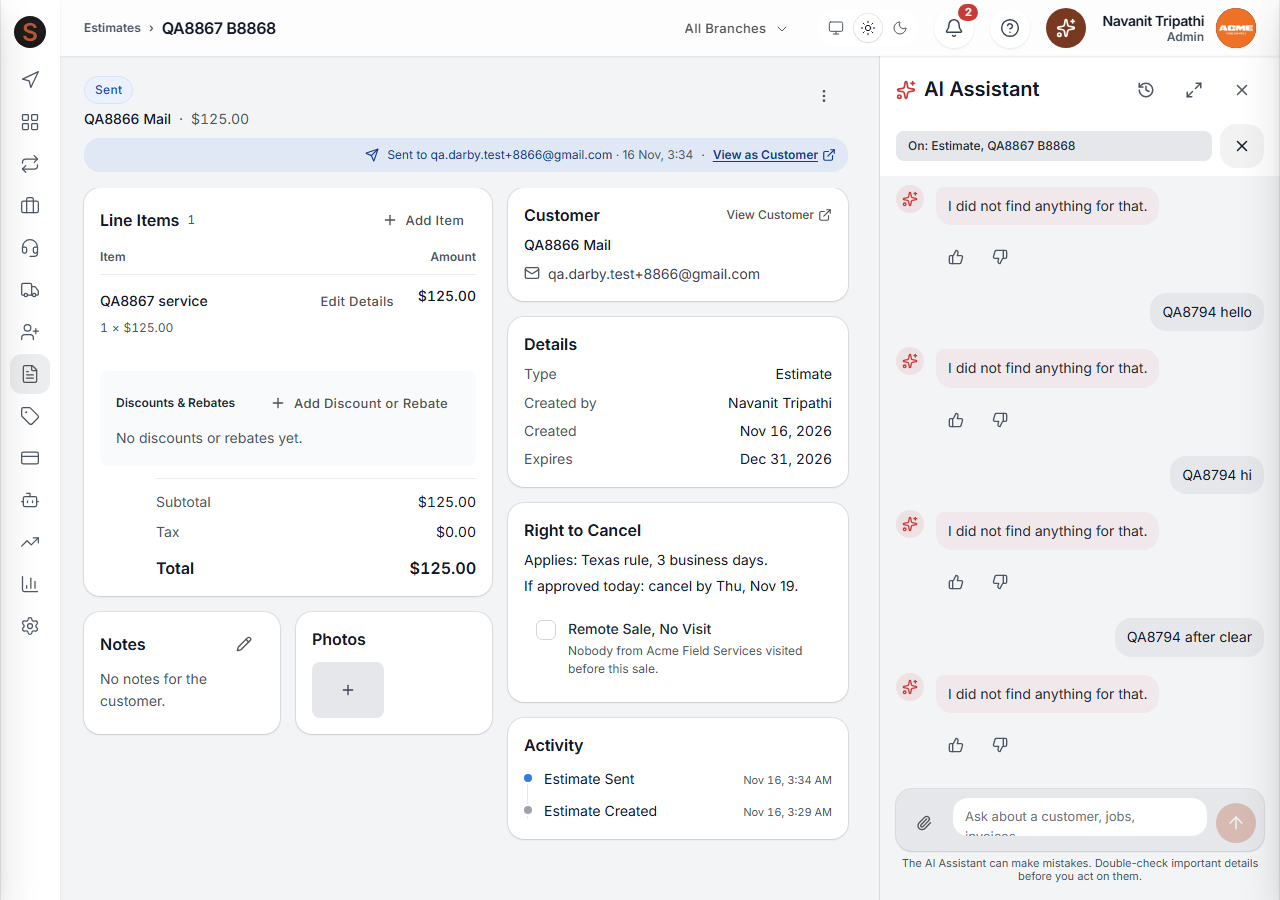 S
Estimates › QA8867 B8868
All Branches
2
Navanit Tripathi
Admin
ACME
Sent
QA8866 Mail · $125.00
Sent to qa.darby.test+8866@gmail.com · 16 Nov, 3:34 · View as Customer
Line Items 1
Add Item
Item Amount
QA8867 service Edit Details $125.00
1 × $125.00
Discounts & Rebates Add Discount or Rebate
No discounts or rebates yet.
Subtotal $125.00
Tax $0.00
Total $125.00
Notes
No notes for the
customer.
Photos
Customer View Customer
QA8866 Mail
qa.darby.test+8866@gmail.com
Details
Type Estimate
Created by Navanit Tripathi
Created Nov 16, 2026
Expires Dec 31, 2026
Right to Cancel
Applies: Texas rule, 3 business days.
If approved today: cancel by Thu, Nov 19.
Remote Sale, No Visit
Nobody from Acme Field Services visited
before this sale.
Activity
Estimate Sent Nov 16, 3:34 AM
Estimate Created Nov 16, 3:29 AM
AI Assistant
On: Estimate, QA8867 B8868
I did not find anything for that.
QA8794 hello
I did not find anything for that.
QA8794 hi
I did not find anything for that.
QA8794 after clear
I did not find anything for that.
Ask about a customer, jobs,
invoices
The AI Assistant can make mistakes. Double-check important details
before you act on them.